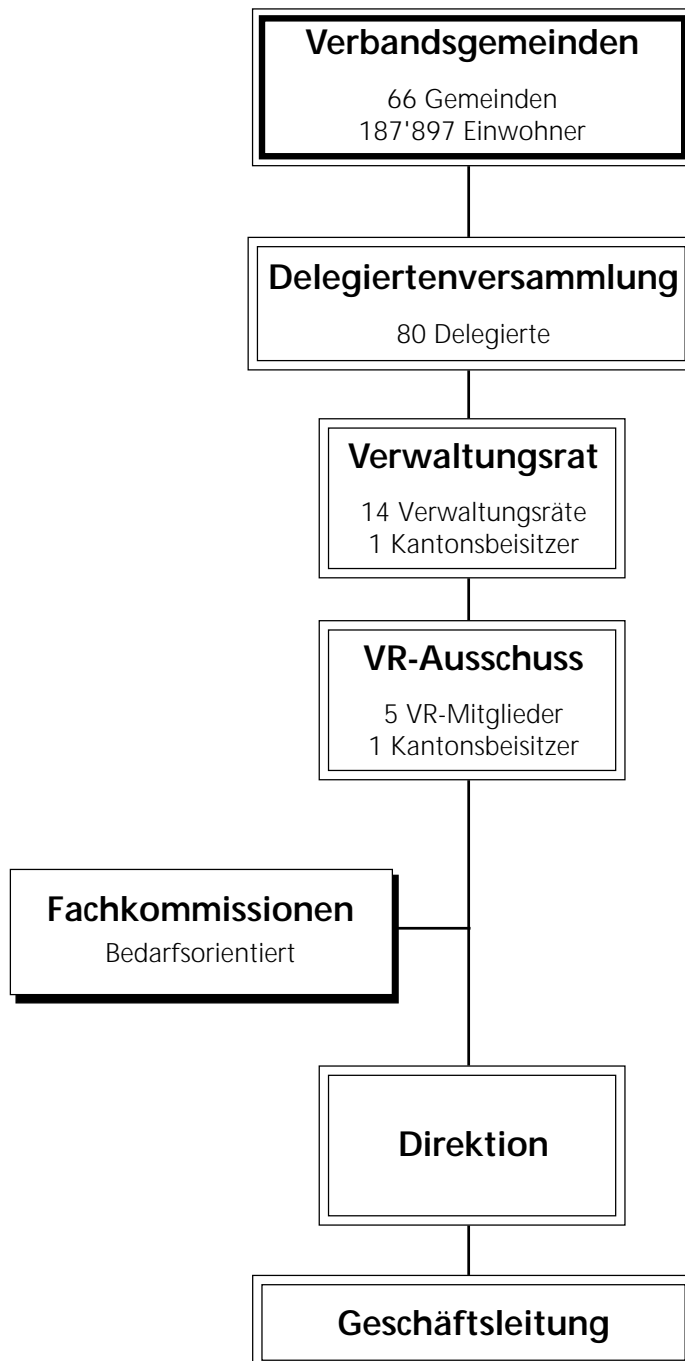 Verbandsgemeinden
66 Gemeinden
187'897 Einwohner
Delegiertenversammlung
80 Delegierte
Verwaltungsrat
14 Verwaltungsräte
1 Kantonsbeisitzer
VR-Ausschuss
5 VR-Mitglieder
1 Kantonsbeisitzer
Fachkommissionen
Bedarfsorientiert
Direktion
Geschäftsleitung